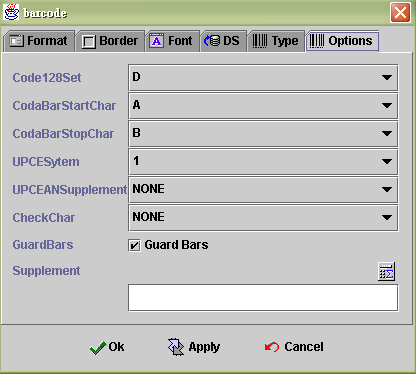 barcode
Format Border Font DS Type Options
Code128Set D
CodaBarStartChar A
CodaBarStopChar B
UPCESytem 1
UPCEANSupplement NONE
CheckChar NONE
GuardBars Guard Bars
Supplement
Ok Apply Cancel